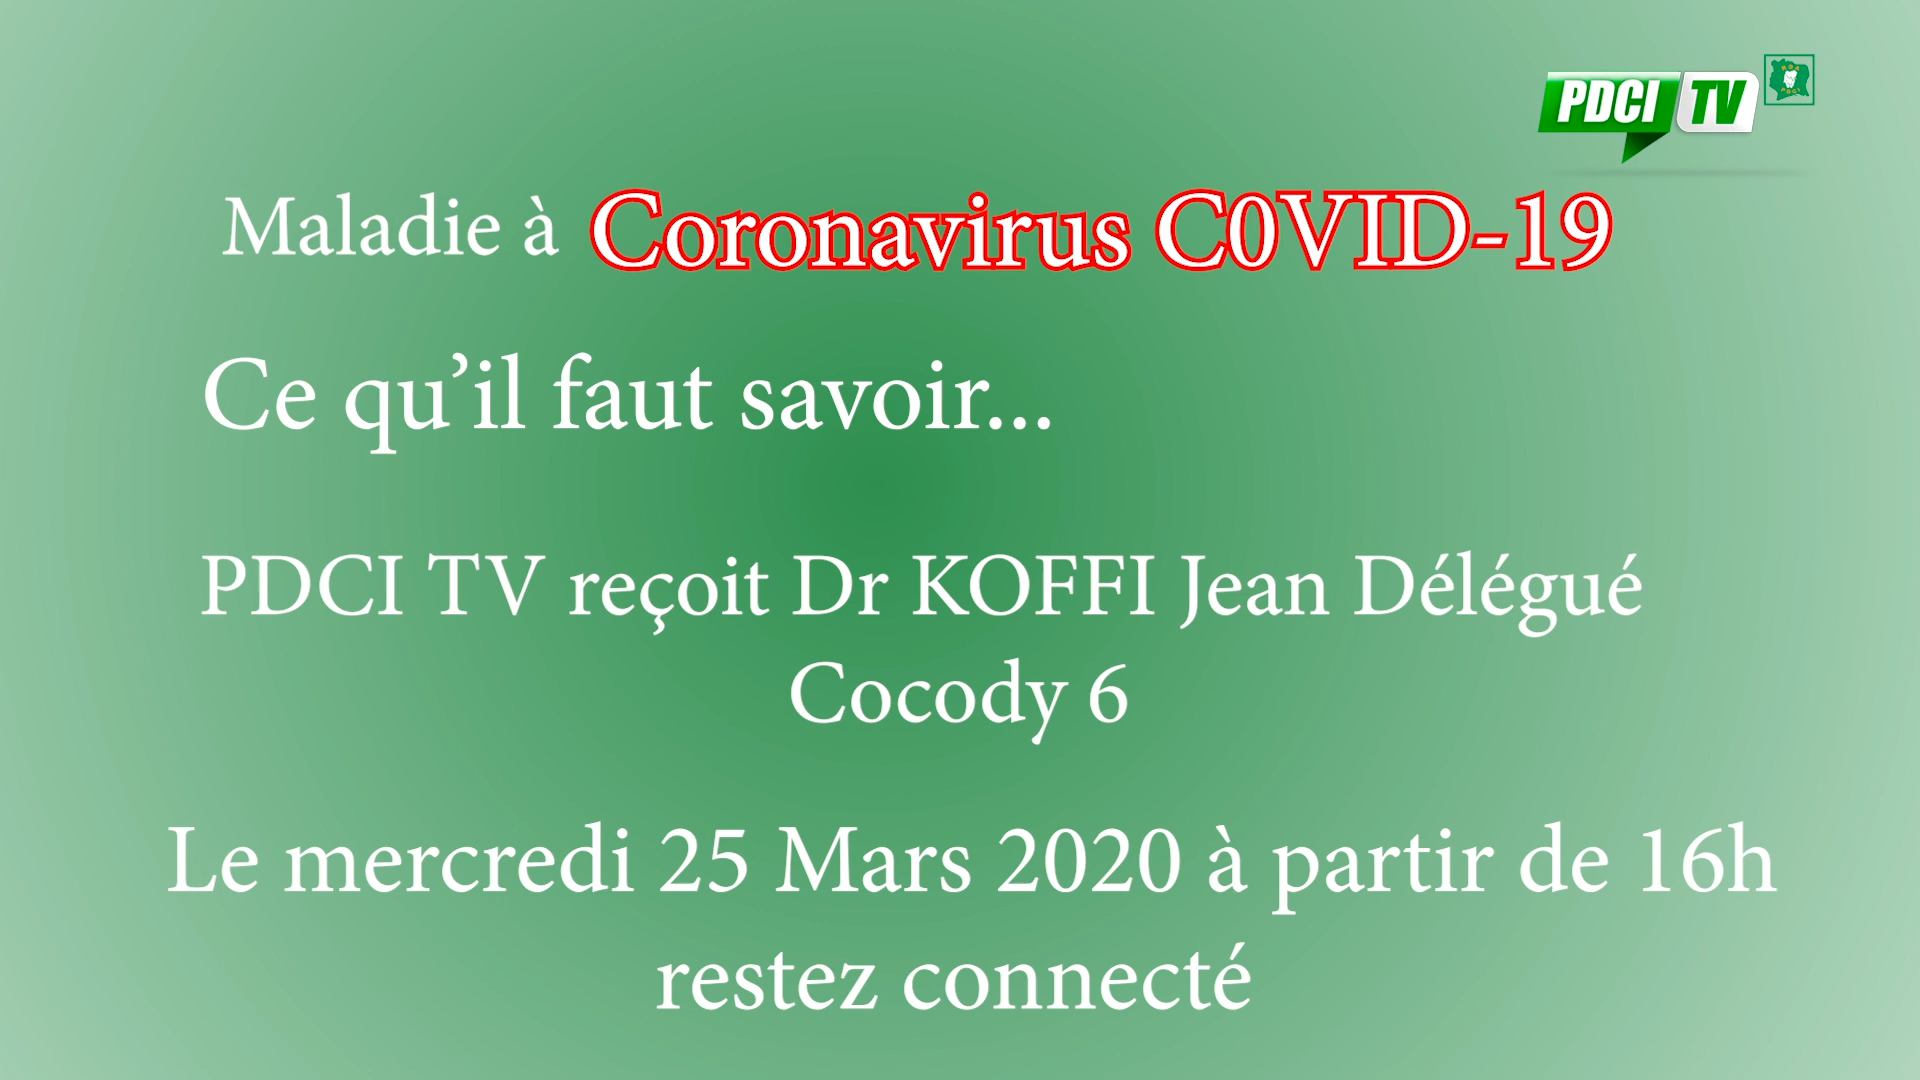 PDCI TV
Maladie à Coronavirus C0VID-19
Ce qu’il faut savoir...
PDCI TV reçoit Dr KOFFI Jean Délégué
Cocody 6
Le mercredi 25 Mars 2020 à partir de 16h
restez connecté